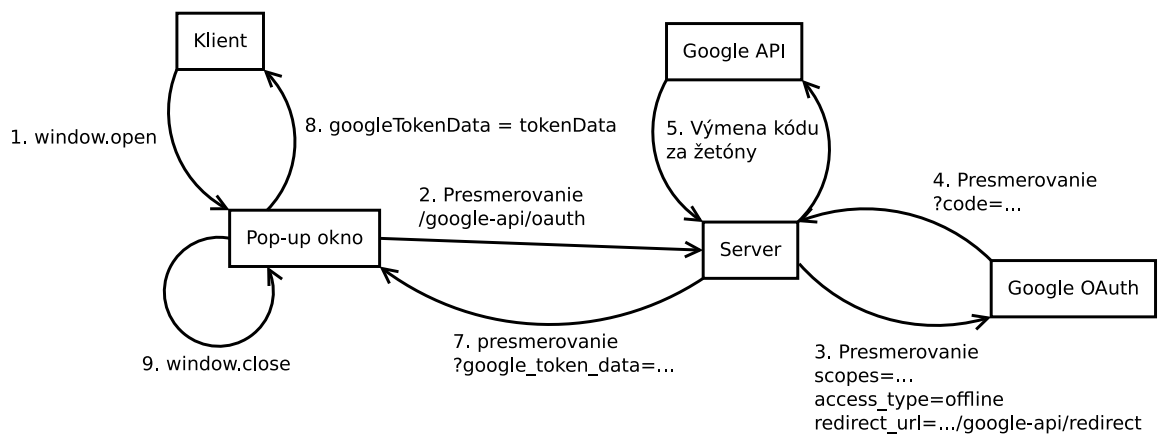 Klient
Google API
1. window.open
8. googleTokenData = tokenData
5. Výmena kódu
za žetóny
2. Presmerovanie
/google-api/oauth
4. Presmerovanie
?code=...
Pop-up okno
Server
Google OAuth
9. window.close
7. presmerovanie
?google_token_data=...
3. Presmerovanie
scopes=...
access_type=offline
redirect_url=.../google-api/redirect